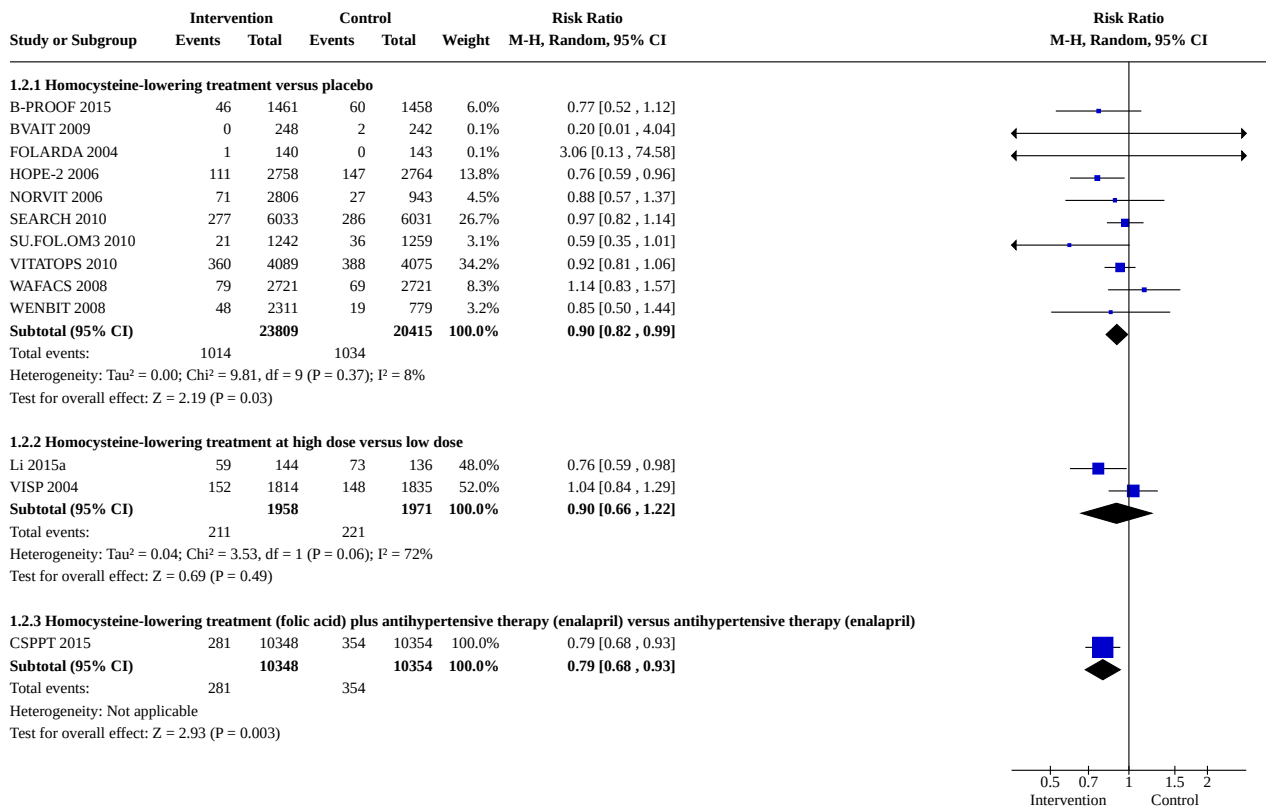 Intervention Control Risk Ratio Risk Ratio
Study or Subgroup Events Total Events Total Weight M-H, Random, 95% CI M-H, Random, 95% CI
1.2.1 Homocysteine-lowering treatment versus placebo
B-PROOF 2015 46 1461 60 1458 6.0% 0.77 [0.52 , 1.12]
BVAIT 2009 0 248 2 242 0.1% 0.20 [0.01 , 4.04]
FOLARDA 2004 1 140 0 143 0.1% 3.06 [0.13 , 74.58]
HOPE-2 2006 111 2758 147 2764 13.8% 0.76 [0.59 , 0.96]
NORVIT 2006 71 2806 27 943 4.5% 0.88 [0.57 , 1.37]
SEARCH 2010 277 6033 286 6031 26.7% 0.97 [0.82 , 1.14]
SU.FOL.OM3 2010 21 1242 36 1259 3.1% 0.59 [0.35 , 1.01]
VITATOPS 2010 360 4089 388 4075 34.2% 0.92 [0.81 , 1.06]
WAFACS 2008 79 2721 69 2721 8.3% 1.14 [0.83 , 1.57]
WENBIT 2008 48 2311 19 779 3.2% 0.85 [0.50 , 1.44]
Subtotal (95% CI) 23809 20415 100.0% 0.90 [0.82 , 0.99]
Total events: 1014 1034
Heterogeneity: Tau² = 0.00; Chi² = 9.81, df = 9 (P = 0.37); I² = 8%
Test for overall effect: Z = 2.19 (P = 0.03)
1.2.2 Homocysteine-lowering treatment at high dose versus low dose
Li 2015a 59 144 73 136 48.0% 0.76 [0.59 , 0.98]
VISP 2004 152 1814 148 1835 52.0% 1.04 [0.84 , 1.29]
Subtotal (95% CI) 1958 1971 100.0% 0.90 [0.66 , 1.22]
Total events: 211 221
Heterogeneity: Tau² = 0.04; Chi² = 3.53, df = 1 (P = 0.06); I² = 72%
Test for overall effect: Z = 0.69 (P = 0.49)
1.2.3 Homocysteine-lowering treatment (folic acid) plus antihypertensive therapy (enalapril) versus antihypertensive therapy (enalapril)
CSPPT 2015 281 10348 354 10354 100.0% 0.79 [0.68 , 0.93]
Subtotal (95% CI) 10348 10354 100.0% 0.79 [0.68 , 0.93]
Total events: 281 354
Heterogeneity: Not applicable
Test for overall effect: Z = 2.93 (P = 0.003)
0.5 0.7 1 1.5 2
Intervention Control